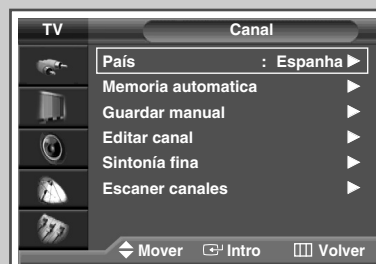 TV Canal
País : Espanha
Memoria automatica
Guardar manual
Editar canal
Sintonía fina
Escaner canales
Mover Intro Volver